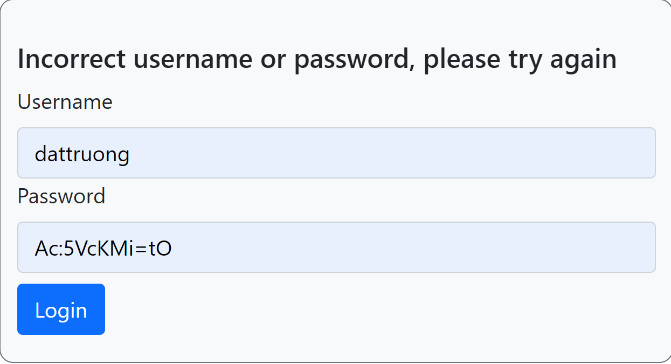 Incorrect username or password, please try again
Username
dattruong
Password
Ac:5VcKMi=tO
Login